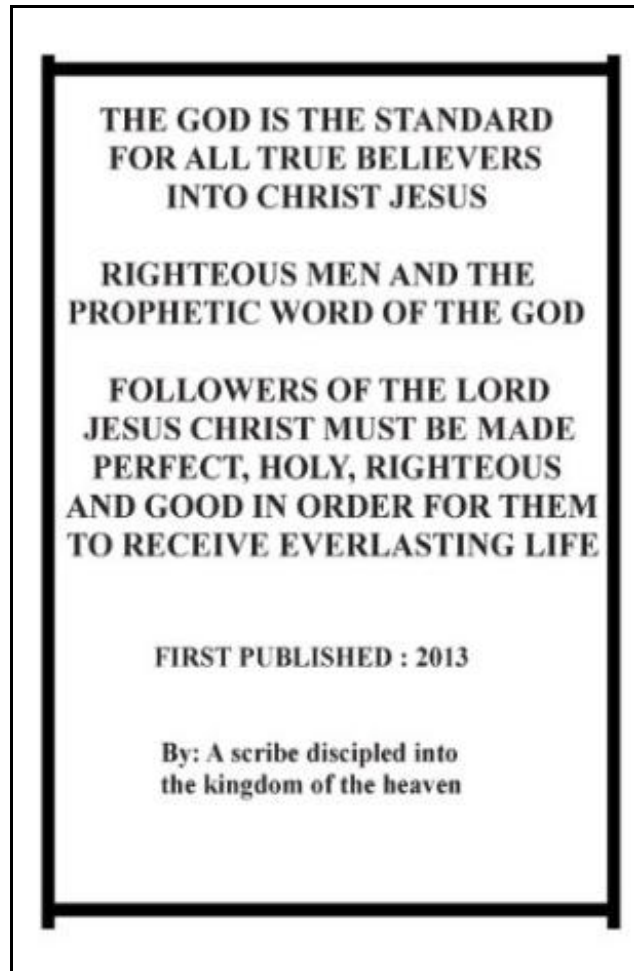 THE GOD IS THE STANDARD
FOR ALL TRUE BELIEVERS
INTO CHRIST JESUS
RIGHTEOUS MEN AND THE
PROPHETIC WORD OF THE GOD
FOLLOWERS OF THE LORD
JESUS CHRIST MUST BE MADE
PERFECT, HOLY, RIGHTEOUS
AND GOOD IN ORDER FOR THEM
TO RECEIVE EVERLASTING LIFE
FIRST PUBLISHED : 2013
By: A scribe discipled into
the kingdom of the heaven